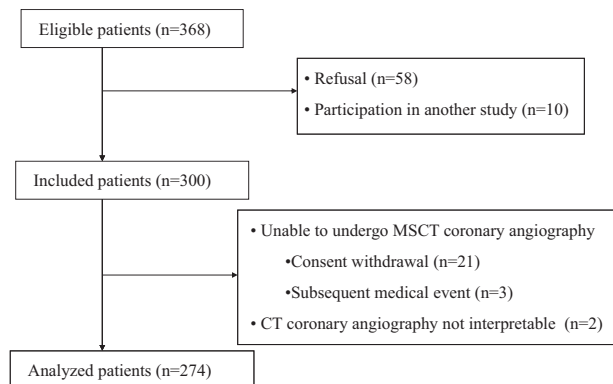 Eligible patients (n=368)
• Refusal (n=58)
• Participation in another study (n=10)
Included patients (n=300)
• Unable to undergo MSCT coronary angiography
•Consent withdrawal (n=21)
•Subsequent medical event (n=3)
• CT coronary angiography not interpretable (n=2)
Analyzed patients (n=274)